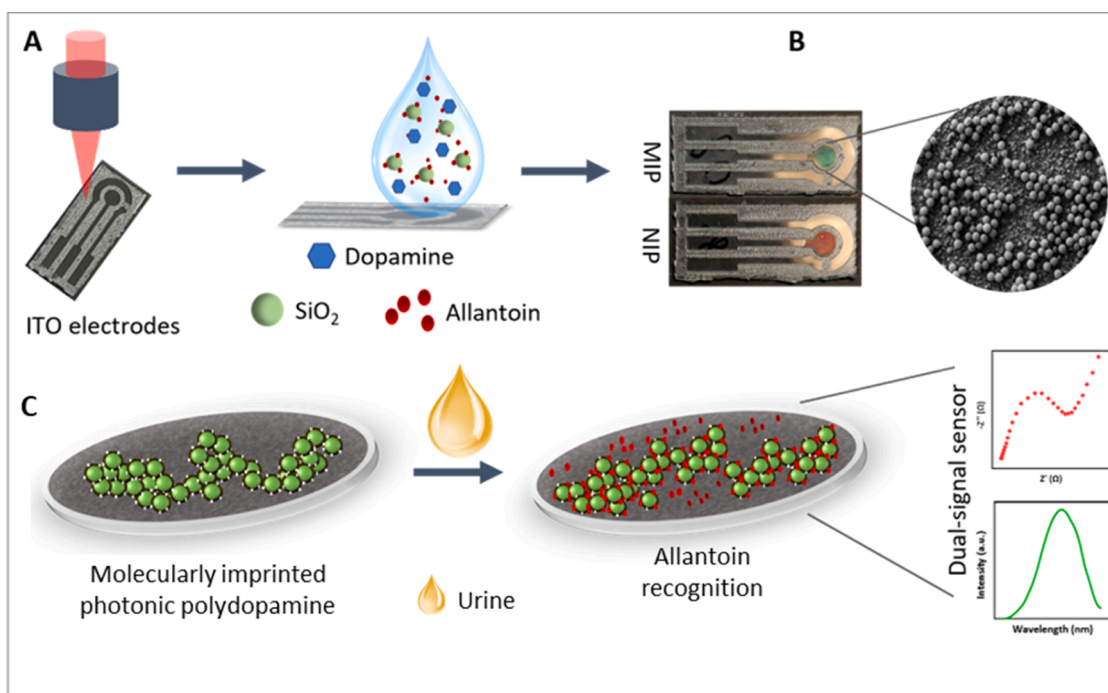 A
B
ITO electrodes
Dopamine
SiO₂
Allantoin
MIP
NIP
C
Molecularly imprinted
photonic polydopamine
Urine
Allantoin
recognition
Dual-signal sensor
-Z'' (Ω)
Z' (Ω)
Intensity (a.u.)
Wavelength (nm)